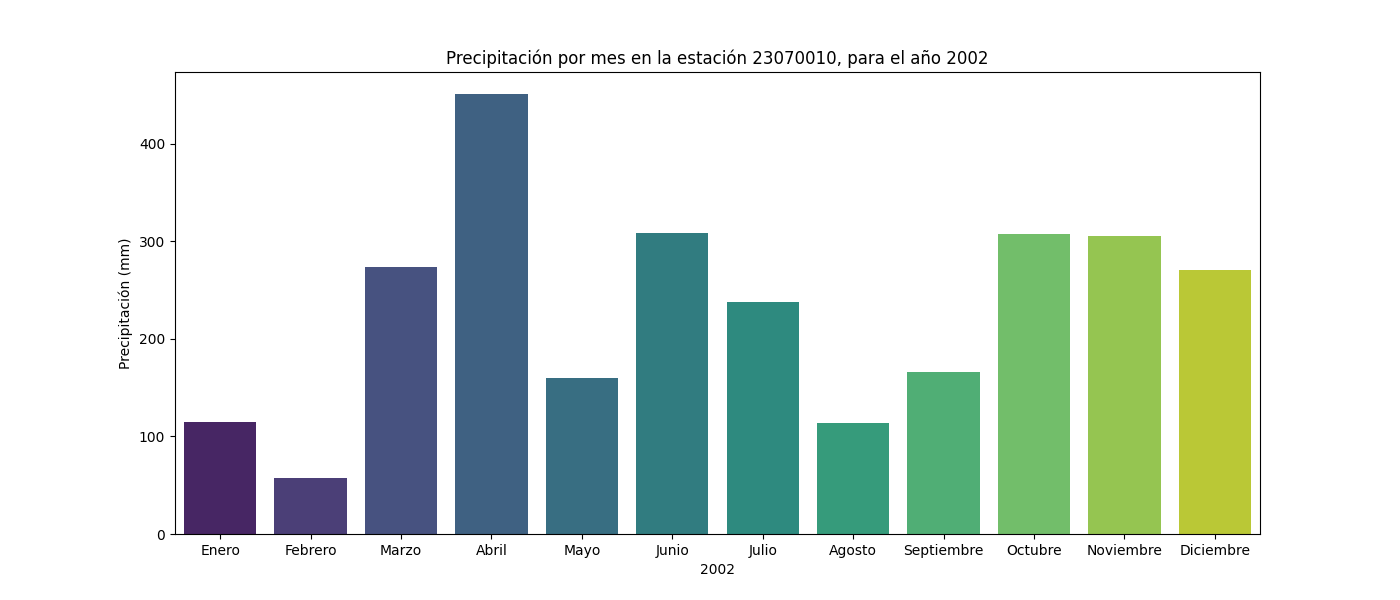 Precipitación por mes en la estación 23070010, para el año 2002
Precipitación (mm)
400
300
200
100
0
Enero Febrero Marzo Abril Mayo Junio Julio Agosto Septiembre Octubre Noviembre Diciembre
2002